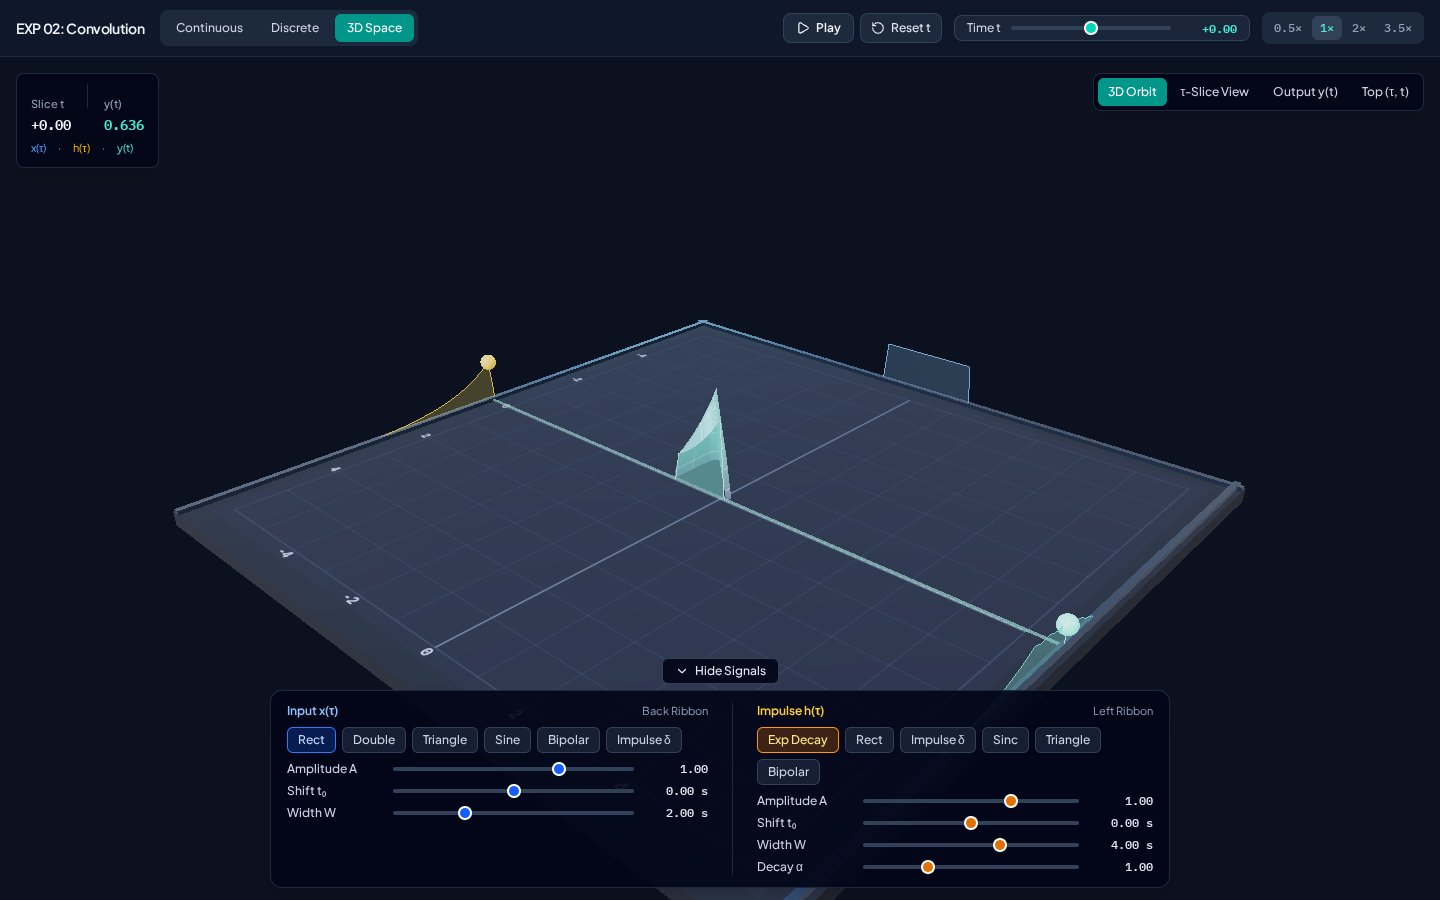 EXP 02: Convolution
Continuous
Discrete
3D Space
Play
Reset t
Time t
+0.00
0.5×
1×
2×
3.5×
Slice t
y(t)
+0.00
0.636
x(τ) · h(τ) · y(t)
3D Orbit
τ-Slice View
Output y(t)
Top (τ, t)
-4
-2
0
Hide Signals
Input x(τ)
Back Ribbon
Rect
Double
Triangle
Sine
Bipolar
Impulse δ
Amplitude A
1.00
Shift t₀
0.00 s
Width W
2.00 s
Impulse h(τ)
Left Ribbon
Exp Decay
Rect
Impulse δ
Sinc
Triangle
Bipolar
Amplitude A
1.00
Shift t₀
0.00 s
Width W
4.00 s
Decay α
1.00